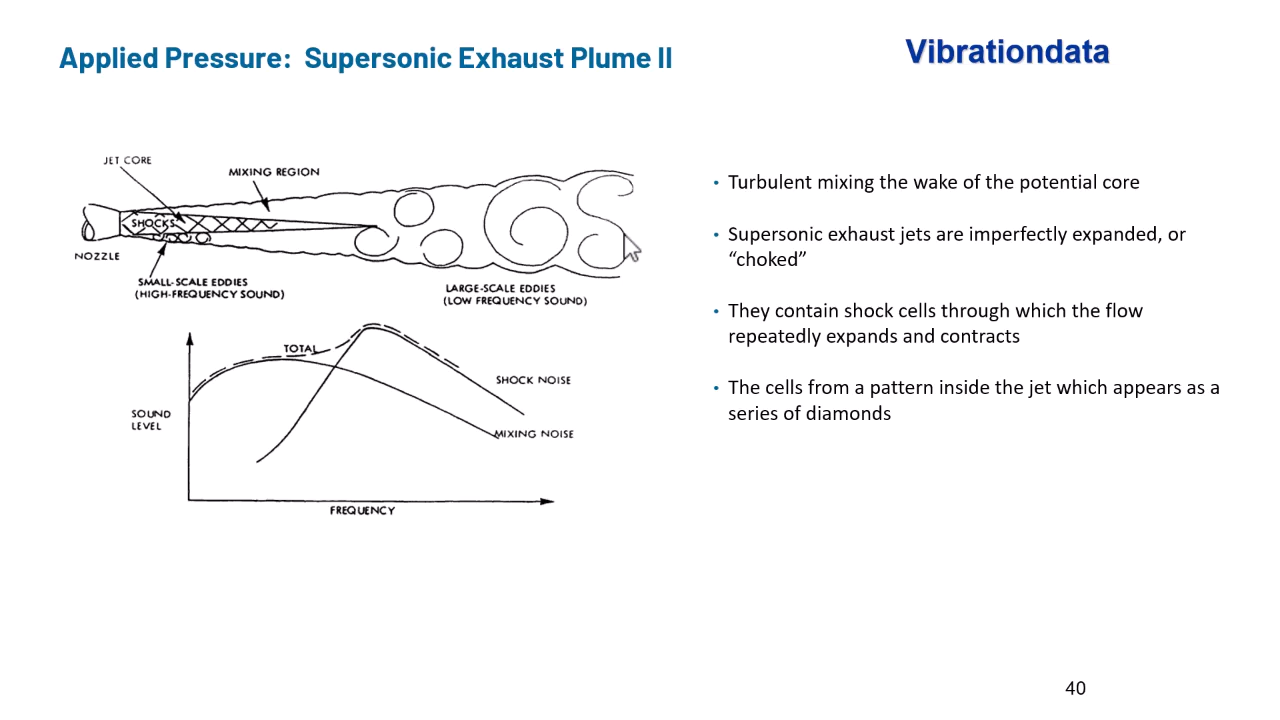 Applied Pressure:  Supersonic Exhaust Plume II
Vibrationdata
JET CORE
MIXING REGION
SHOCKS
NOZZLE
SMALL-SCALE EDDIES
(HIGH-FREQUENCY SOUND)
LARGE-SCALE EDDIES
(LOW FREQUENCY SOUND)
TOTAL
SHOCK NOISE
SOUND
LEVEL
MIXING NOISE
FREQUENCY
• Turbulent mixing the wake of the potential core
• Supersonic exhaust jets are imperfectly expanded, or
“choked”
• They contain shock cells through which the flow
repeatedly expands and contracts
• The cells from a pattern inside the jet which appears as a
series of diamonds
40